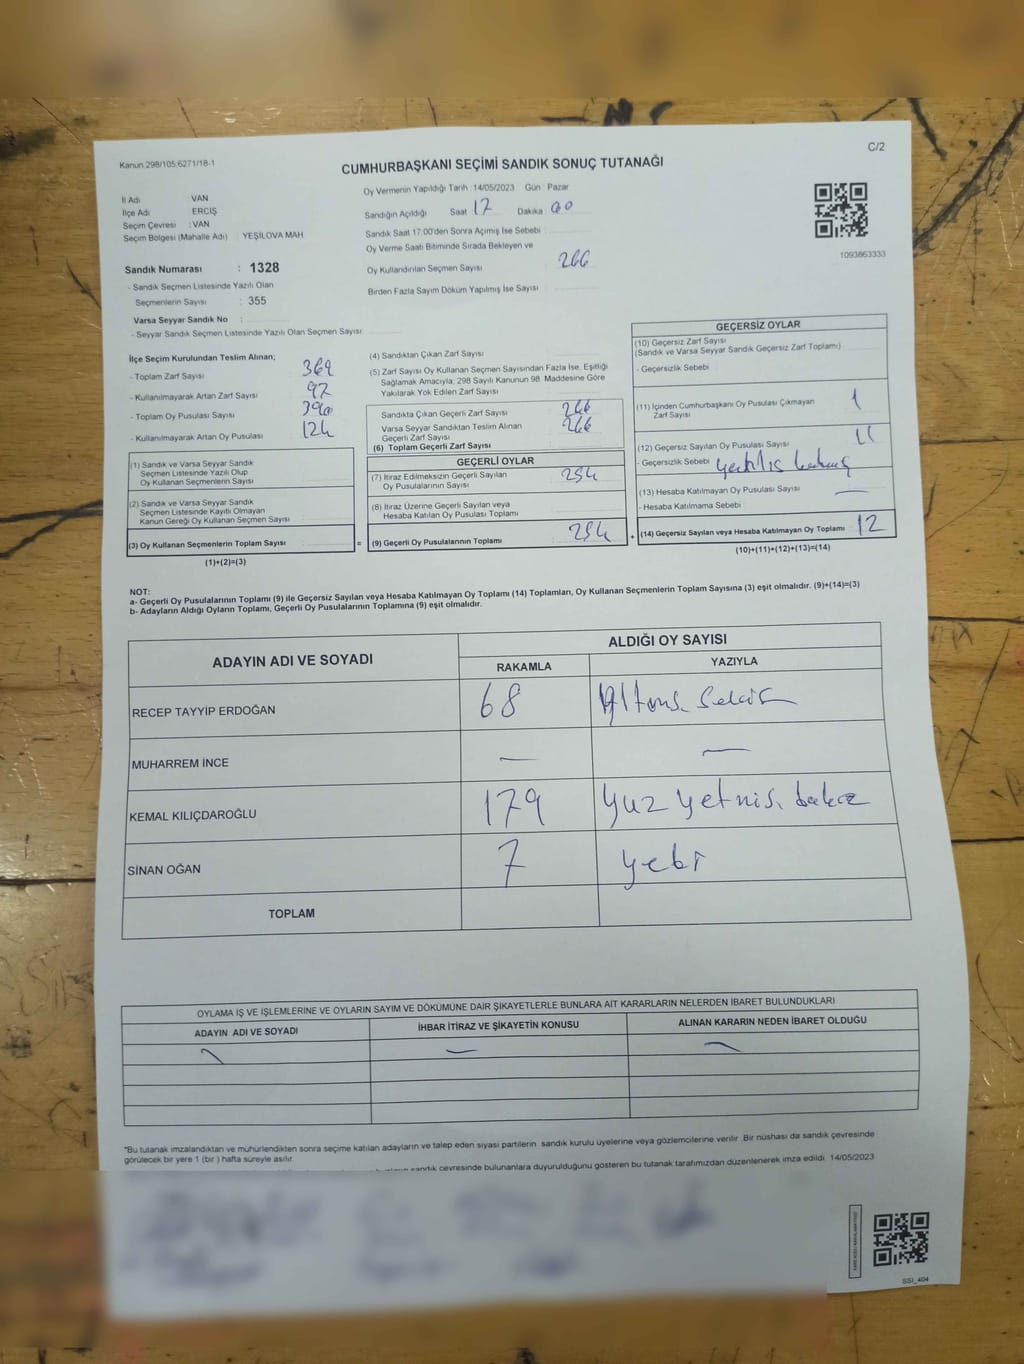 Kanun.298/105.6271/18-1
C/2
CUMHURBAŞKANI SEÇİMİ SANDIK SONUÇ TUTANAĞI
İl Adı VAN
İlçe Adı ERCİŞ
Seçim Çevresi : VAN
Seçim Bölgesi (Mahalle Adı) : YEŞİLOVA MAH
Sandık Numarası : 1328
- Sandık Seçmen Listesinde Yazılı Olan
Seçmenlerin Sayısı : 355
Varsa Seyyar Sandık No :
- Seyyar Sandık Seçmen Listesinde Yazılı Olan Seçmen Sayısı
Oy Vermenin Yapıldığı Tarih :14/05/2023 Gün : Pazar
Sandığın Açıldığı Saat 17 Dakika 00
Sandık Saat 17:00'den Sonra Açımış İse Sebebi :
Oy Verme Saati Bitiminde Sırada Bekleyen ve
Oy Kullandırılan Seçmen Sayısı : 266
Birden Fazla Sayım Döküm Yapılmış İse Sayısı :
1093863333
İlçe Seçim Kurulundan Teslim Alınan;
- Toplam Zarf Sayısı : 369
- Kullanılmayarak Artan Zarf Sayısı : 92
- Toplam Oy Pusulası Sayısı : 390
- Kullanılmayarak Artan Oy Pusulası : 124
(1) Sandık ve Varsa Seyyar Sandık
Seçmen Listesinde Yazılı Olup
Oy Kullanan Seçmenlerin Sayısı
(2) Sandık ve Varsa Seyyar Sandık
Seçmen Listesinde Kayıtlı Olmayan
Kanun Gereği Oy Kullanan Seçmen Sayısı
(3) Oy Kullanan Seçmenlerin Toplam Sayısı =
(1)+(2)=(3)
(4) Sandıktan Çıkan Zarf Sayısı :
(5) Zarf Sayısı Oy Kullanan Seçmen Sayısından Fazla İse, Eşitliği
Sağlamak Amacıyla; 298 Sayılı Kanunun 98. Maddesine Göre
Yakılarak Yok Edilen Zarf Sayısı :
Sandıkta Çıkan Geçerli Zarf Sayısı : 266
Varsa Seyyar Sandıktan Teslim Alınan
Geçerli Zarf Sayısı : 266
(6) Toplam Geçerli Zarf Sayısı
GEÇERLİ OYLAR
(7) İtiraz Edilmeksizin Geçerli Sayılan
Oy Pusulalarının Sayısı : 254
(8) İtiraz Üzerine Geçerli Sayılan veya
Hesaba Katılan Oy Pusulası Toplamı
(9) Geçerli Oy Pusulalarının Toplamı : 254 +
GEÇERSİZ OYLAR
(10) Geçersiz Zarf Sayısı
(Sandık ve Varsa Seyyar Sandık Geçersiz Zarf Toplamı)
- Geçersizlik Sebebi
(11) İçinden Cumhurbaşkanı Oy Pusulası Çıkmayan
Zarf Sayısı 1
(12) Geçersiz Sayılan Oy Pusulası Sayısı : 11
- Geçersizlik Sebebi
(13) Hesaba Katılmayan Oy Pusulası Sayısı —
- Hesaba Katılmama Sebebi
(14) Geçersiz Sayılan veya Hesaba Katılmayan Oy Toplamı 12
(10)+(11)+(12)+(13)=(14)
NOT:
a- Geçerli Oy Pusulalarının Toplamı (9) ile Geçersiz Sayılan veya Hesaba Katılmayan Oy Toplamı (14) Toplamları, Oy Kullanan Seçmenlerin Toplam Sayısına (3) eşit olmalıdır. (9)+(14)=(3)
b- Adayların Aldığı Oyların Toplamı, Geçerli Oy Pusulalarının Toplamına (9) eşit olmalıdır.
ADAYIN ADI VE SOYADI
ALDIĞI OY SAYISI
RAKAMLA YAZIYLA
RECEP TAYYİP ERDOĞAN 68 Altmıs Sekiz
MUHARREM İNCE — —
KEMAL KILIÇDAROĞLU 179 yuz yetmis dokuz
SİNAN OĞAN 7 yedi
TOPLAM
OYLAMA İŞ VE İŞLEMLERİNE VE OYLARIN SAYIM VE DÖKÜMÜNE DAİR ŞİKAYETLERLE BUNLARA AİT KARARLARIN NELERDEN İBARET BULUNDUKLARI
ADAYIN ADI VE SOYADI İHBAR İTİRAZ VE ŞİKAYETİN KONUSU ALINAN KARARIN NEDEN İBARET OLDUĞU
*Bu tutanak imzalandıktan ve mühürlendikten sonra seçime katılan adayların ve talep eden siyasi partilerin sandık kurulu üyelerine veya gözlemcilerine verilir. Bir nüshası da sandık çevresinde
görülecek bir yere 1 (bir ) hafta süreyle asılır.
sandık çevresinde bulunanlara duyurulduğunu gösteren bu tutanak tarafımızdan düzenlenerek imza edildi. 14/05/2023
SSI_404